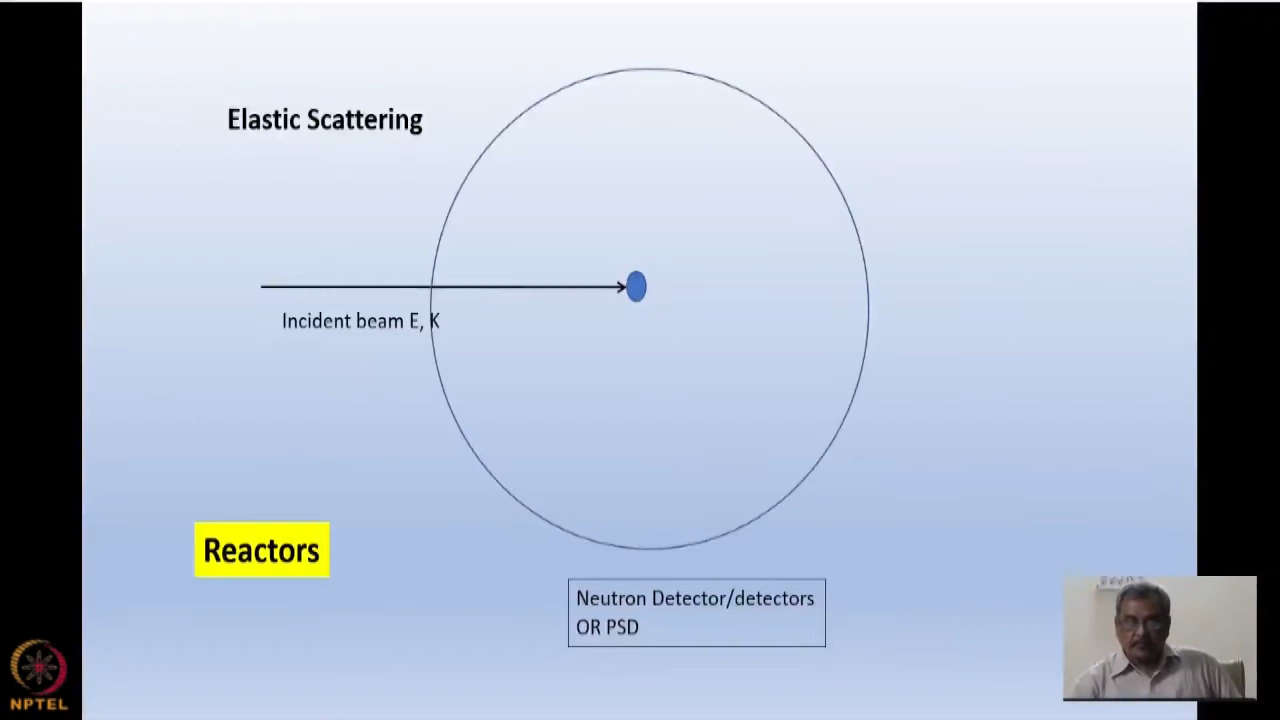 Elastic Scattering
Incident beam E, K
Reactors
Neutron Detector/detectors
OR PSD
NPTEL